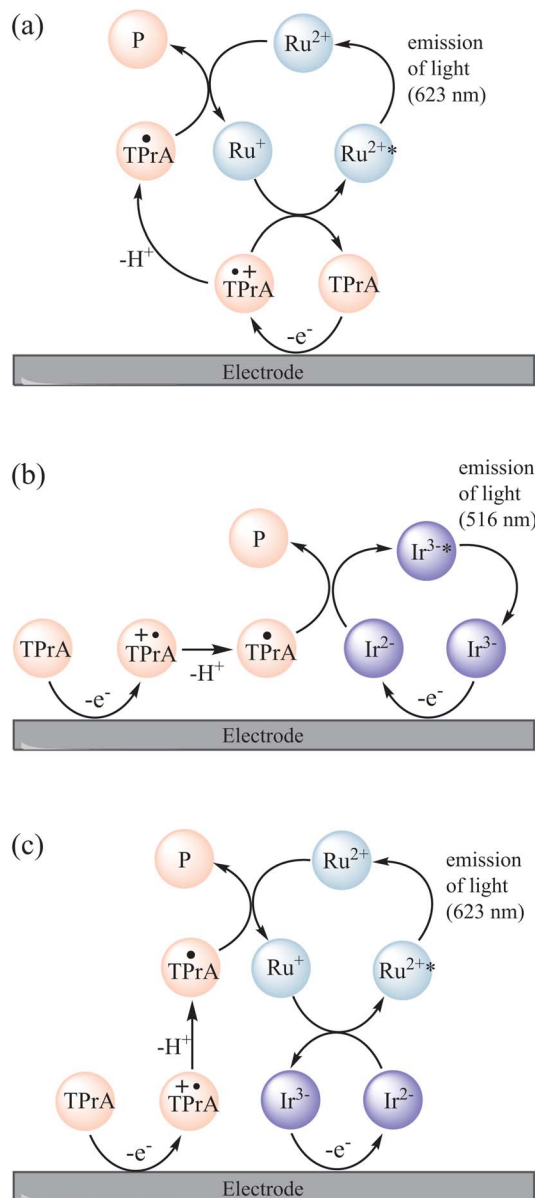 (a)
P
Ru²⁺
emission
of light
(623 nm)
•
TPrA
Ru⁺
Ru²⁺*
-H⁺
•+
TPrA
TPrA
-e⁻
Electrode
(b)
emission
of light
(516 nm)
P
Ir³⁻*
TPrA
+•
TPrA
-H⁺
•
TPrA
Ir²⁻
Ir³⁻
-e⁻
-e⁻
Electrode
(c)
P
Ru²⁺
emission
of light
(623 nm)
•
TPrA
Ru⁺
Ru²⁺*
-H⁺
TPrA
+•
TPrA
Ir³⁻
Ir²⁻
-e⁻
-e⁻
Electrode